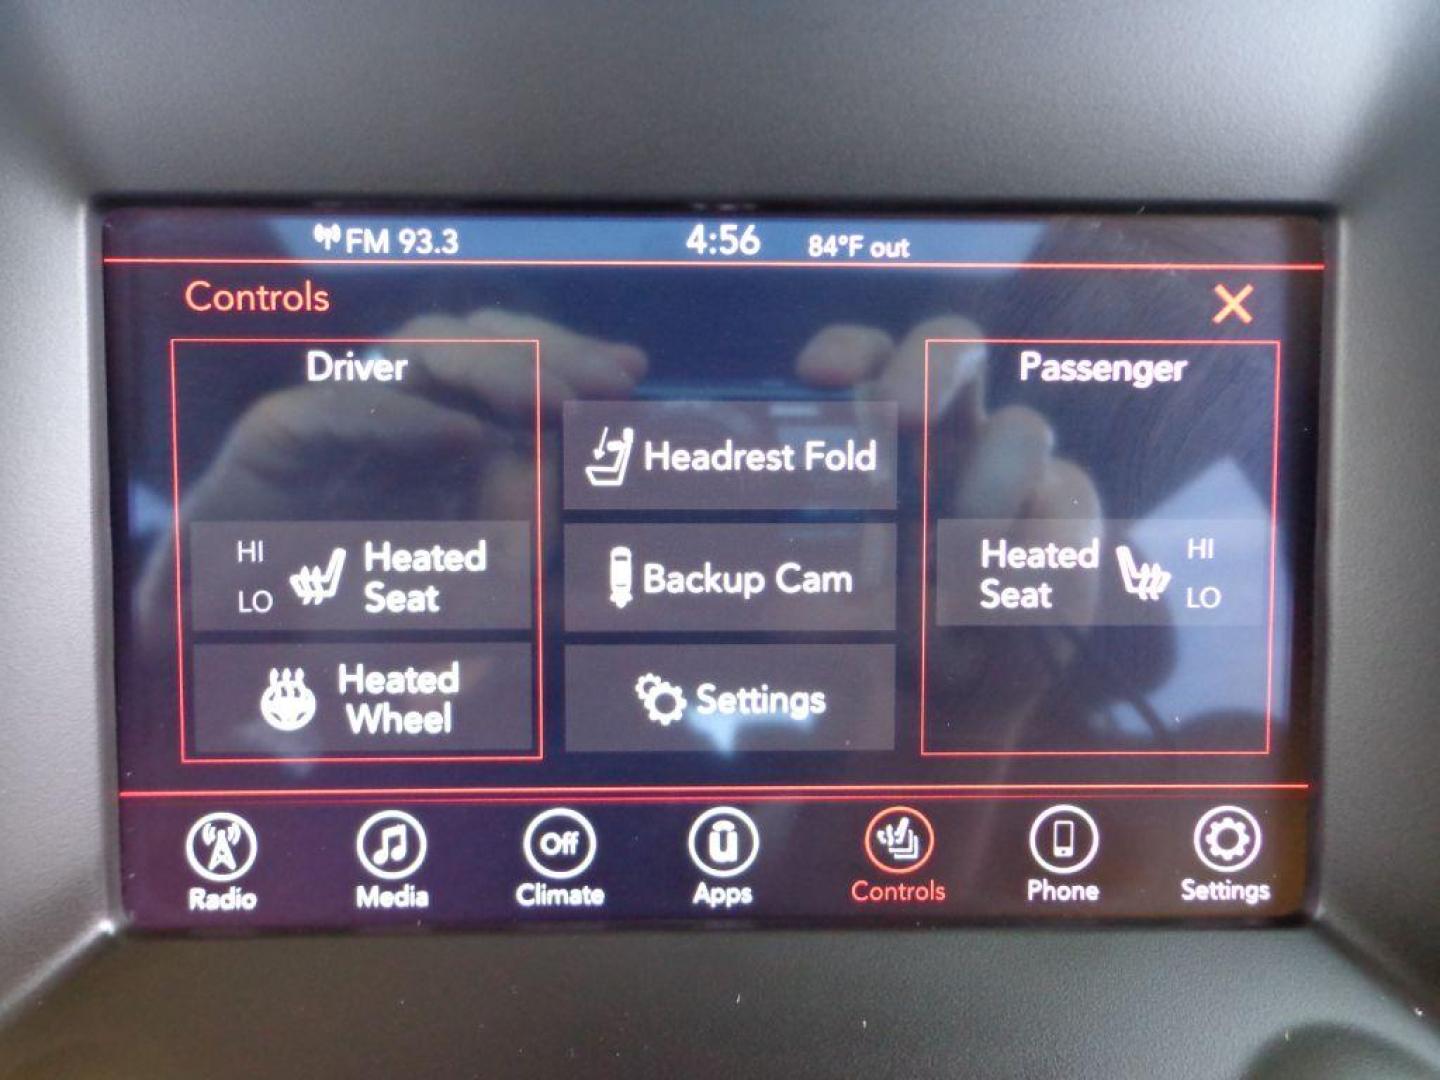 FM 93.3 4:56 84°F out
Controls
Driver
HI
LO
Heated
Seat
Heated
Wheel
Headrest Fold
Backup Cam
Settings
Passenger
Heated
Seat
HI
LO
Off
Radio Media Climate Apps Controls Phone Settings